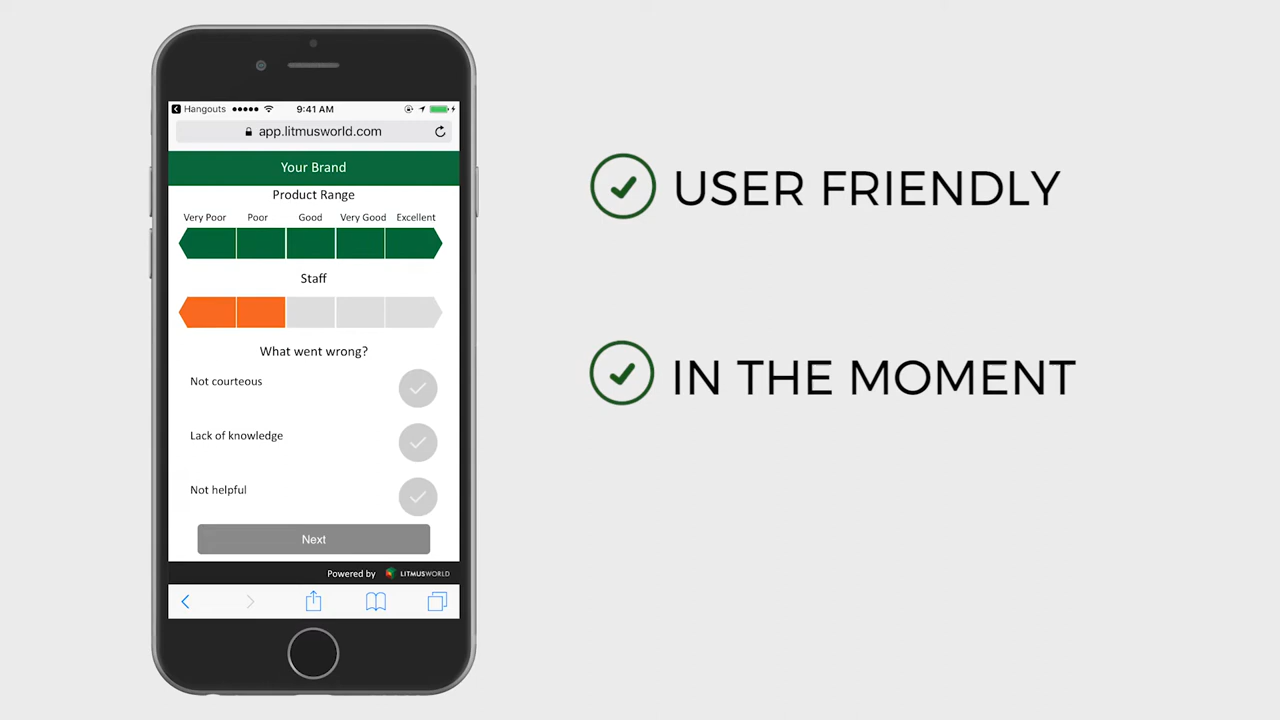 Hangouts 9:41 AM
app.litmusworld.com
Your Brand
Product Range
Very Poor Poor Good Very Good Excellent
Staff
What went wrong?
Not courteous
Lack of knowledge
Not helpful
Next
Powered by LITMUSWORLD
USER FRIENDLY
IN THE MOMENT